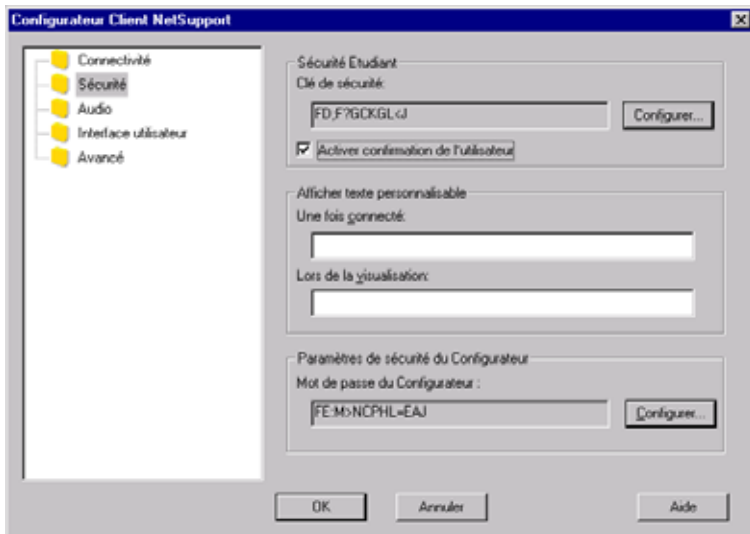 Configurateur Client NetSupport
Connectivité
Sécurité
Audio
Interface utilisateur
Avancé
Sécurité Etudiant
Clé de sécurité:
FD;F?GCKGL<J
Configurer...
Activer confirmation de l'utilisateur
Afficher texte personnalisable
Une fois connecté:
Lors de la visualisation:
Paramètres de sécurité du Configurateur
Mot de passe du Configurateur :
FE:M>NCPHL=EAJ
Configurer...
OK
Annuler
Aide